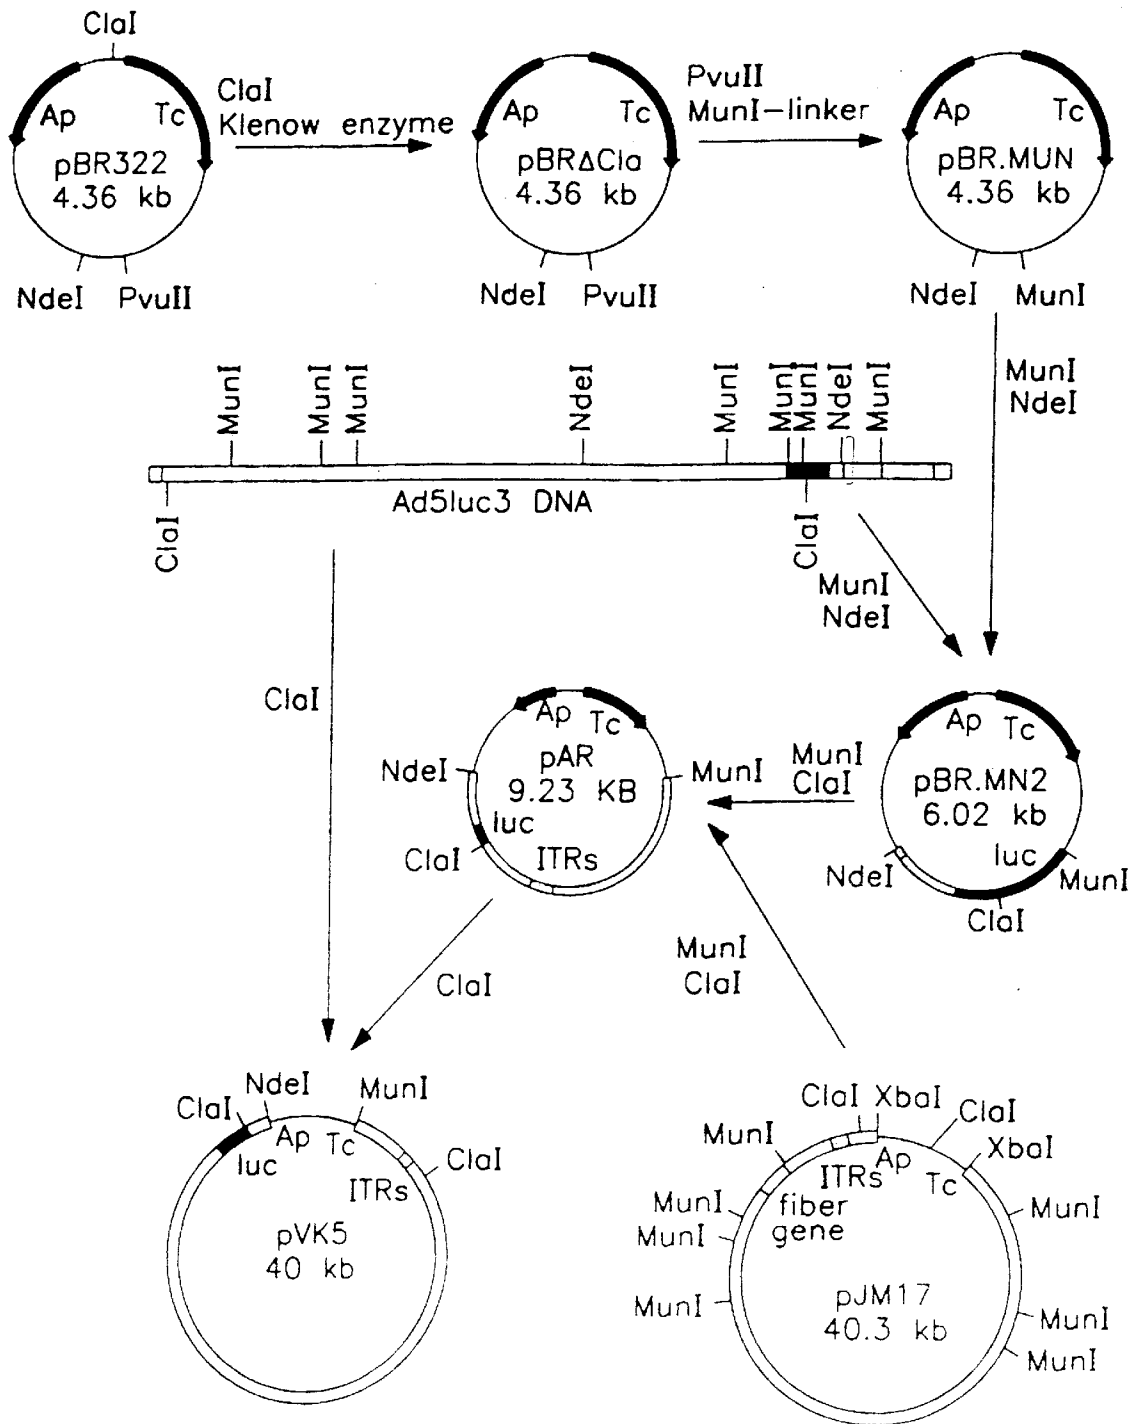 ClaI
Ap
Tc
pBR322
4.36 kb
NdeI
PvuII
ClaI
Klenow enzyme
Ap
Tc
pBRΔCla
4.36 kb
NdeI
PvuII
PvuII
MunI-linker
Ap
Tc
pBR.MUN
4.36 kb
NdeI
MunI
MunI
NdeI
MunI
MunI
MunI
NdeI
MunI
MunI
MunI
NdeI
MunI
Ad5luc3 DNA
ClaI
ClaI
MunI
NdeI
ClaI
Ap
Tc
pAR
9.23 KB
NdeI
MunI
luc
ClaI
ITRs
MunI
ClaI
Ap
Tc
pBR.MN2
6.02 kb
luc
NdeI
MunI
ClaI
ClaI
MunI
ClaI
ClaI
NdeI
MunI
Ap
Tc
luc
ClaI
ITRs
pVK5
40 kb
ClaI
XbaI
ClaI
XbaI
MunI
ITRs
Ap
Tc
MunI
fiber
gene
MunI
MunI
MunI
pJM17
40.3 kb
MunI
MunI